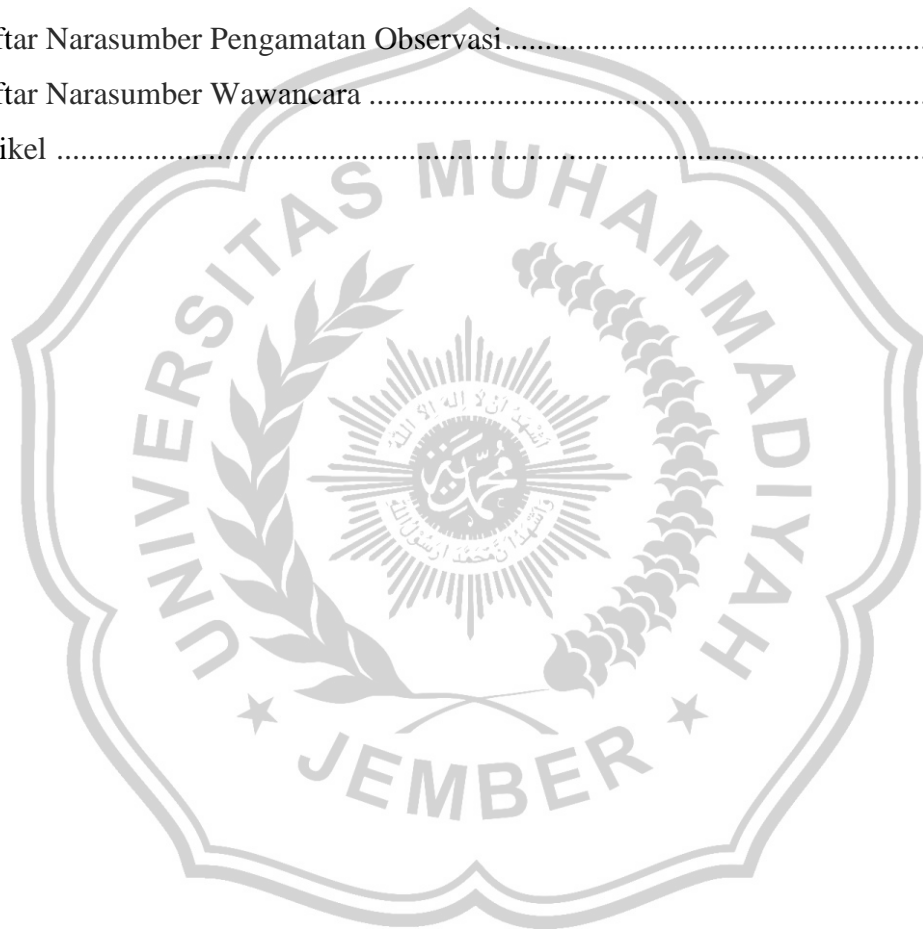 ftar Narasumber Pengamatan Observasi..............................................................
ftar Narasumber Wawancara ......................................................................
ikel ..............................................................................................................
UNIVERSITAS MUHAMMADIYAH
JEMBER